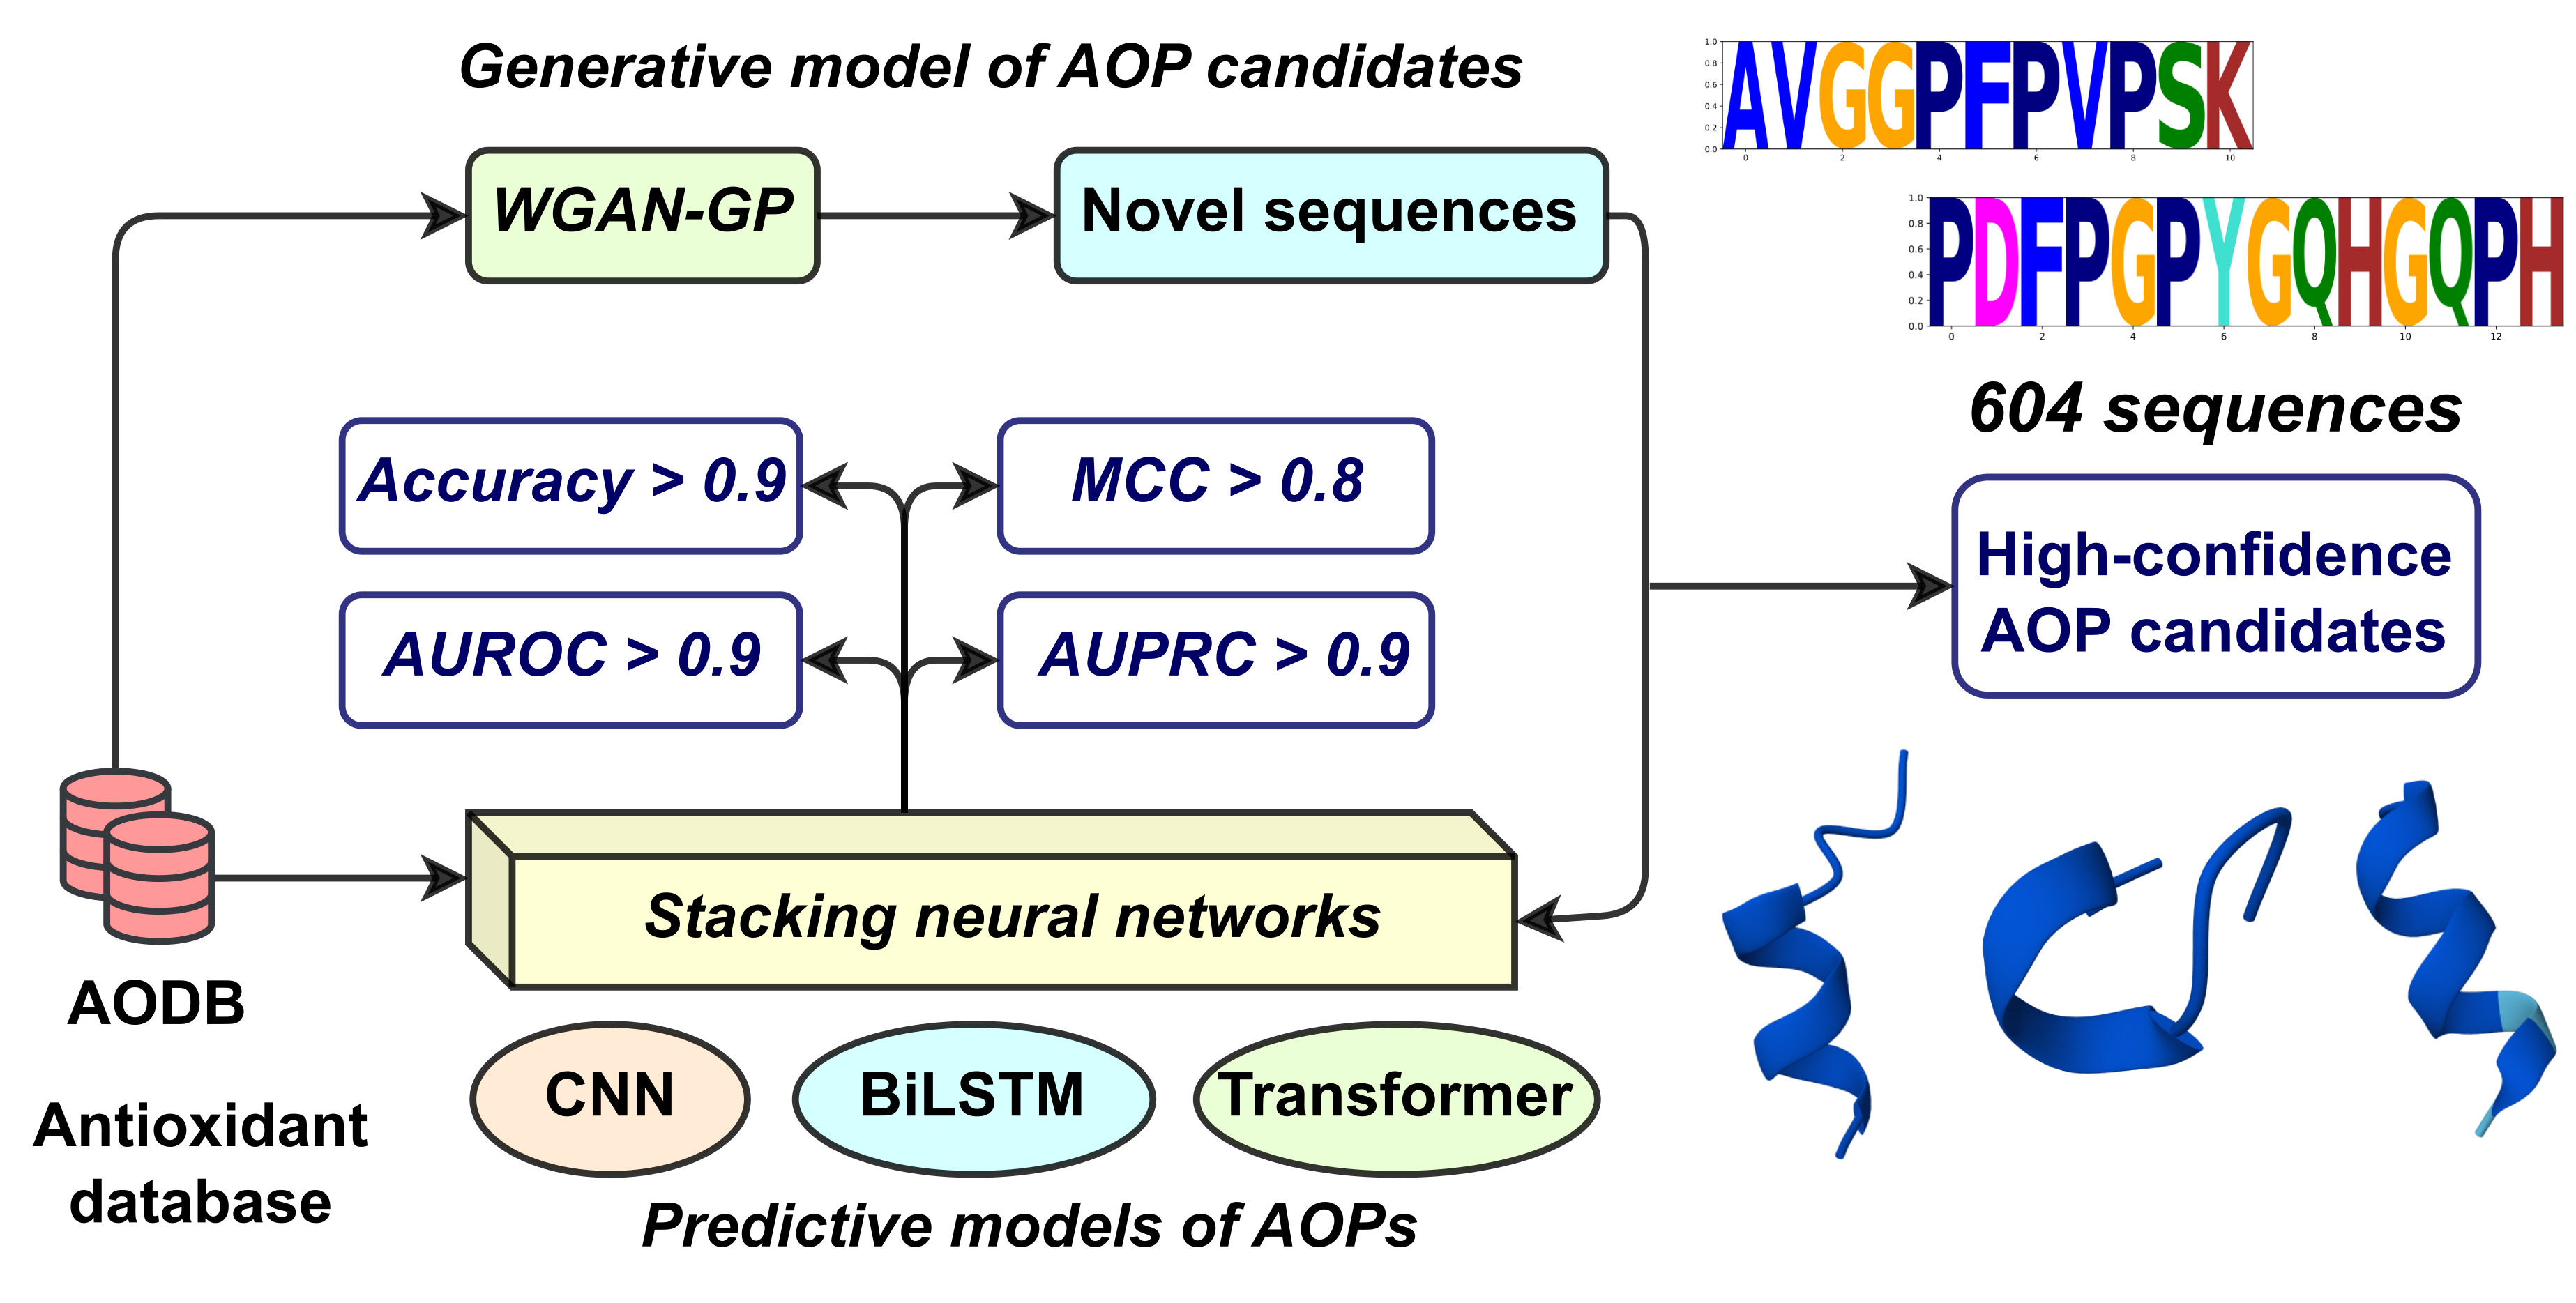 Generative model of AOP candidates
WGAN-GP
Novel sequences
1.0
0.8
0.6
0.4
0.2
0.0
AVGGPFPVPSK
0 2 4 6 8 10
1.0
0.8
0.6
0.4
0.2
0.0
PDFPGPYGQHGQPH
0 2 4 6 8 10 12
604 sequences
High-confidence
AOP candidates
Accuracy > 0.9
MCC > 0.8
AUROC > 0.9
AUPRC > 0.9
Stacking neural networks
AODB
Antioxidant
database
CNN
BiLSTM
Transformer
Predictive models of AOPs